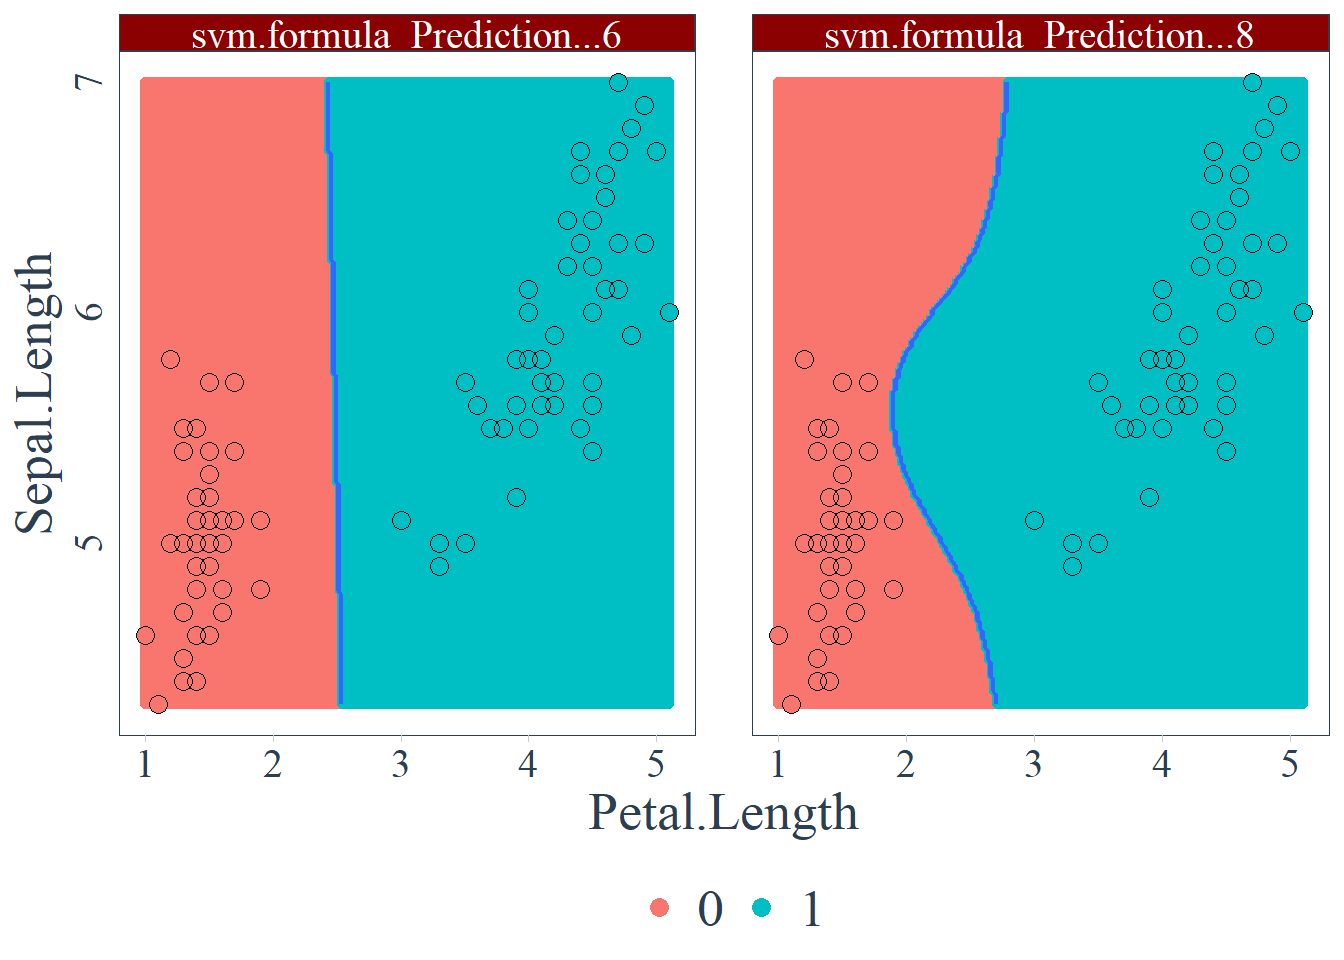 svm.formula Prediction...6
svm.formula Prediction...8
Sepal.Length
7
6
5
1 2 3 4 5
1 2 3 4 5
Petal.Length
0 1